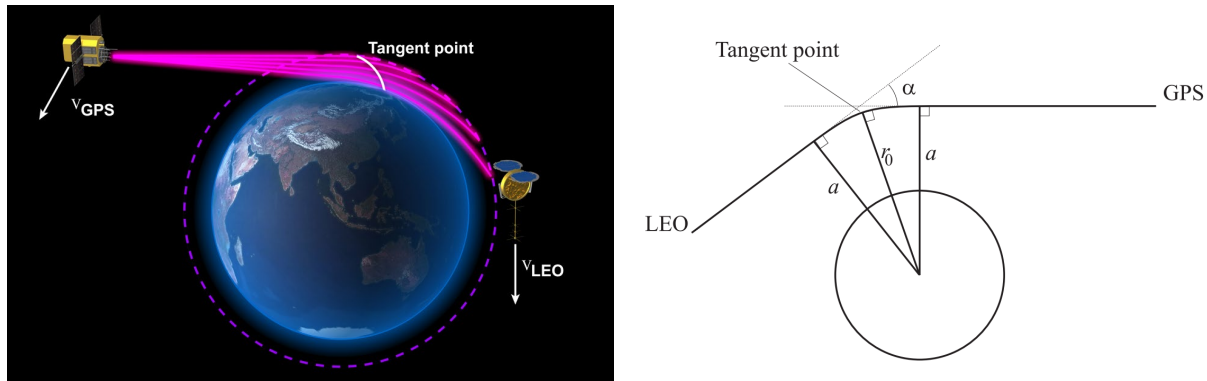 Tangent point
VGPS
VLEO
Tangent point
α
GPS
r0
a
a
LEO